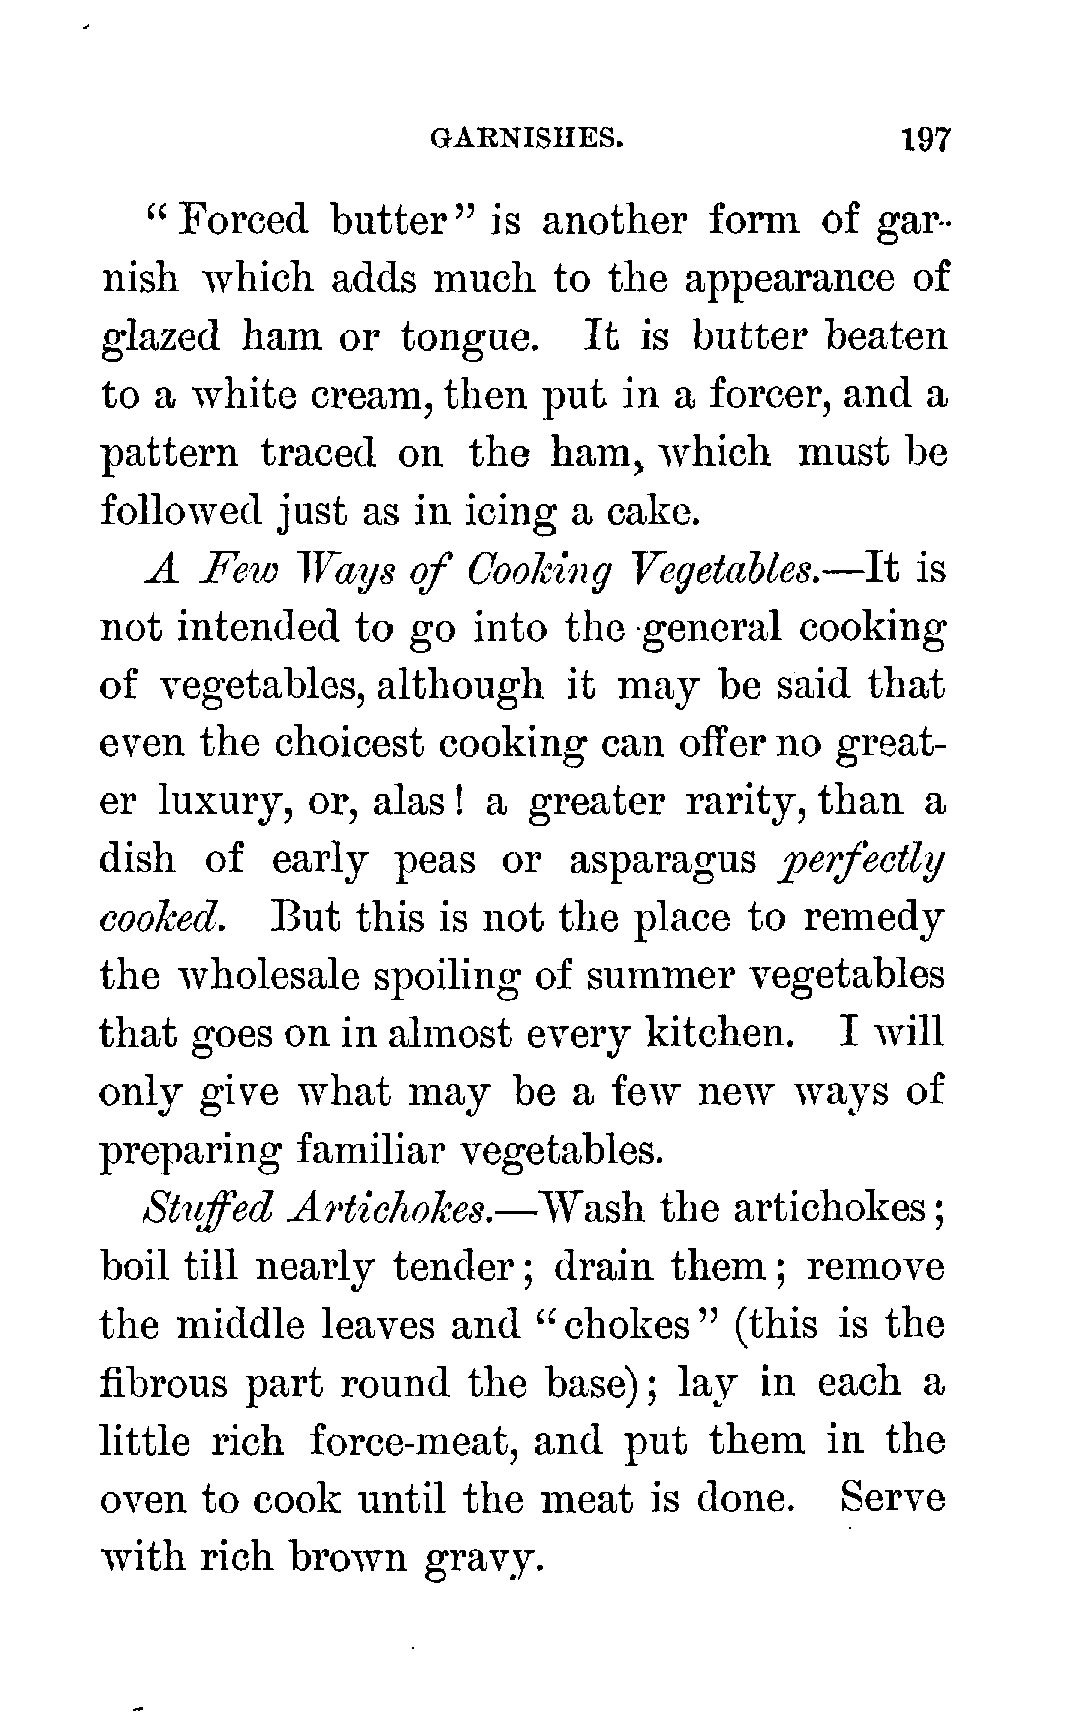 GARNISHES. 197
“Forced butter” is another form of gar-
nish which adds much to the appearance of
glazed ham or tongue. It is butter beaten
to a white cream, then put in a forcer, and a
pattern traced on the ham, which must be
followed just as in icing a cake.
A Few Ways of Cooking Vegetables.—It is
not intended to go into the general cooking
of vegetables, although it may be said that
even the choicest cooking can offer no great-
er luxury, or, alas! a greater rarity, than a
dish of early peas or asparagus perfectly
cooked. But this is not the place to remedy
the wholesale spoiling of summer vegetables
that goes on in almost every kitchen. I will
only give what may be a few new ways of
preparing familiar vegetables.
Stuffed Artichokes.—Wash the artichokes;
boil till nearly tender; drain them; remove
the middle leaves and “chokes” (this is the
fibrous part round the base); lay in each a
little rich force-meat, and put them in the
oven to cook until the meat is done. Serve
with rich brown gravy.